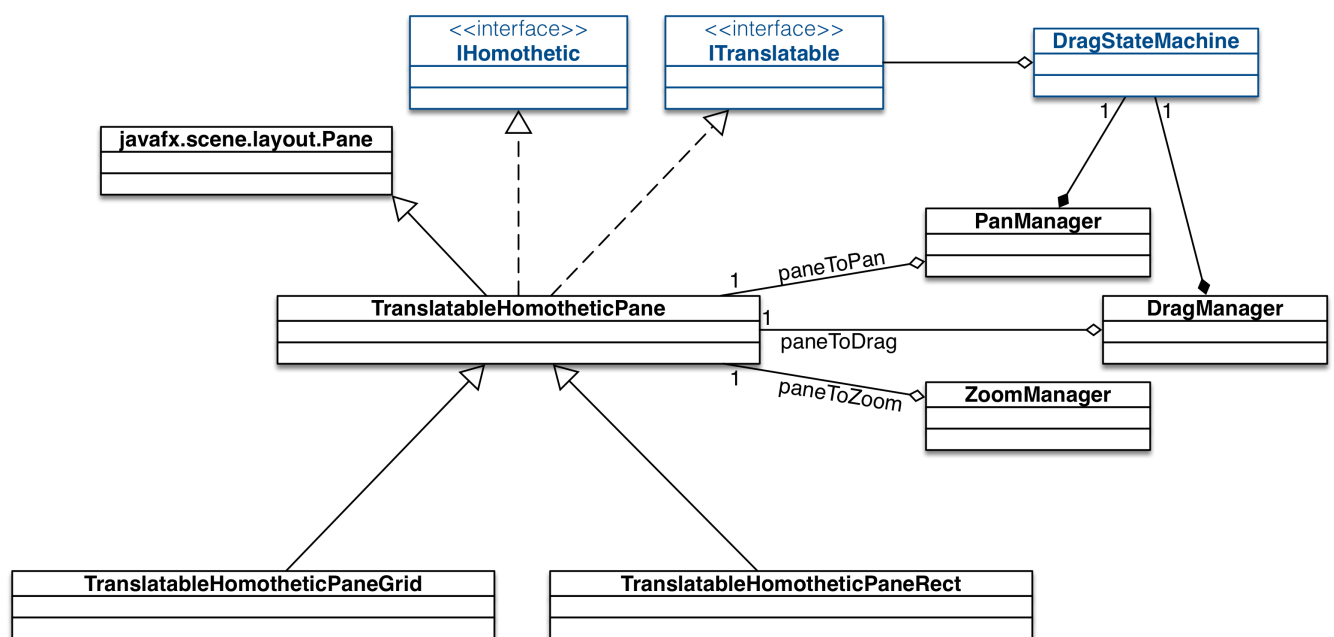 <<interface>>
IHomothetic
<<interface>>
ITranslatable
DragStateMachine
1
1
javafx.scene.layout.Pane
PanManager
paneToPan
1
TranslatableHomotheticPane
1
paneToDrag
DragManager
1
paneToZoom
ZoomManager
TranslatableHomotheticPaneGrid
TranslatableHomotheticPaneRect